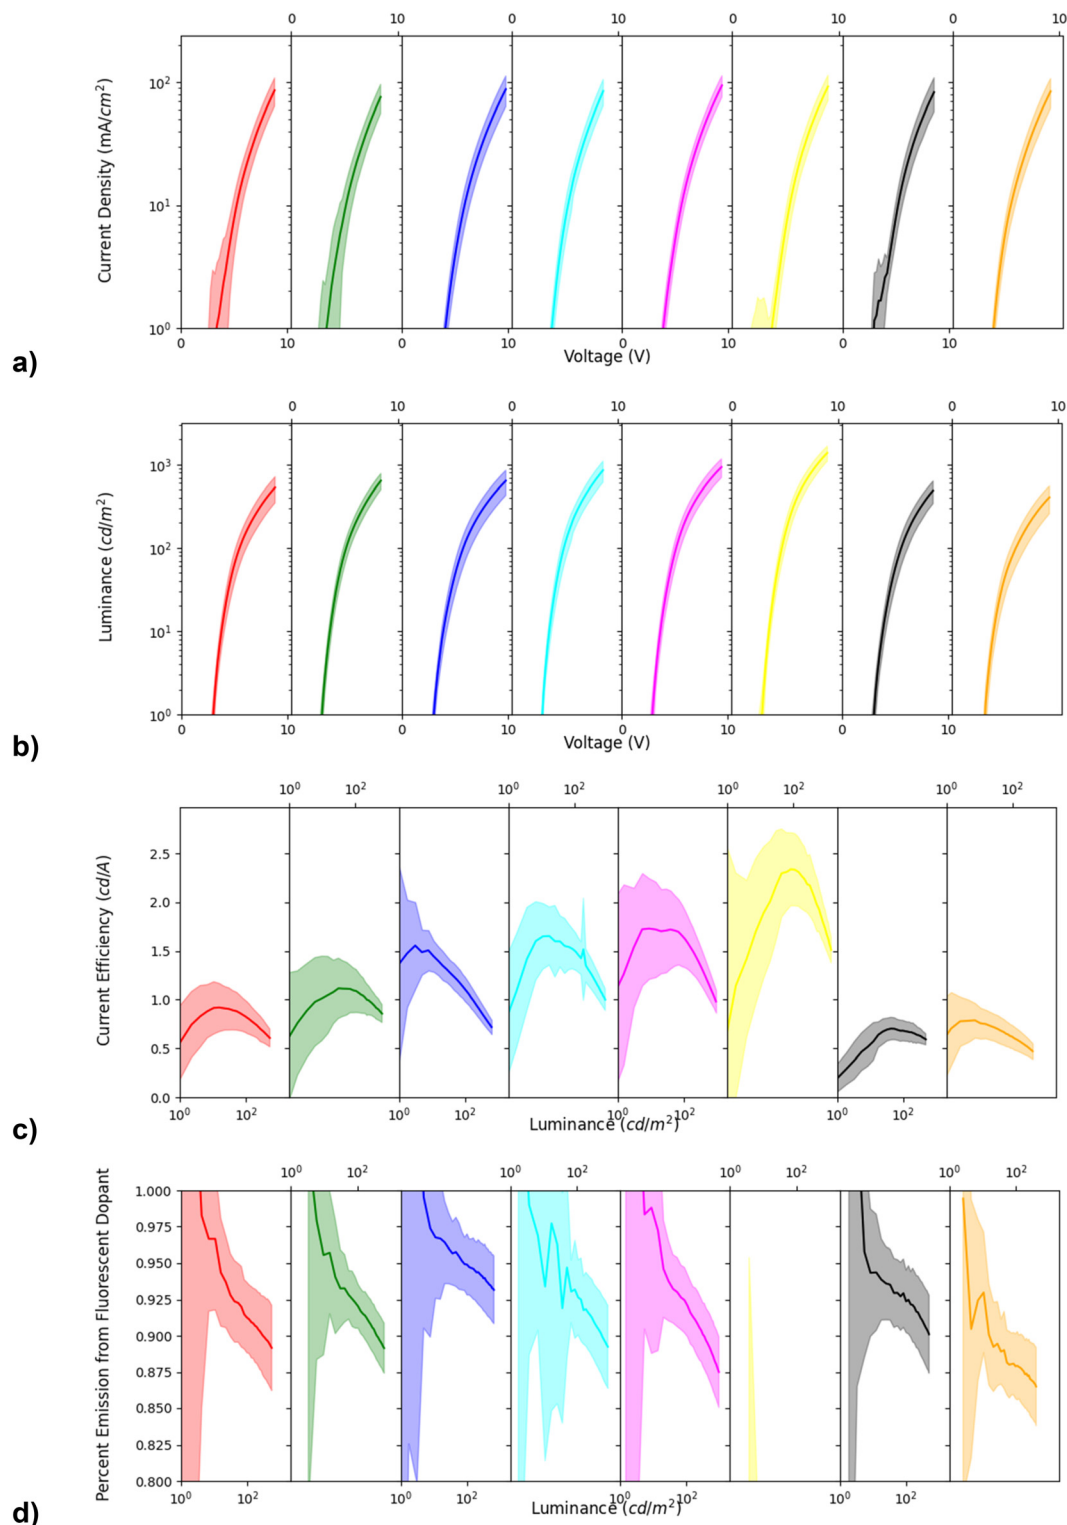 0 10 0 10 0 10 0 10
10²
10¹
10⁰
Current Density (mA/cm²)
0 10 0 10 0 10 0 10
Voltage (V)
a)
0 10 0 10 0 10 0 10
10³
10²
10¹
10⁰
Luminance (cd/m²)
0 10 0 10 0 10 0 10
Voltage (V)
b)
10⁰ 10² 10⁰ 10² 10⁰ 10² 10⁰ 10²
2.5
2.0
1.5
1.0
0.5
0.0
Current Efficiency (cd/A)
10⁰ 10² 10⁰ 10² 10⁰ 10² 10⁰ 10²
Luminance (cd/m²)
c)
10⁰ 10² 10⁰ 10² 10⁰ 10² 10⁰ 10²
1.000
0.975
0.950
0.925
0.900
0.875
0.850
0.825
0.800
Percent Emission from Fluorescent Dopant
10⁰ 10² 10⁰ 10² 10⁰ 10² 10⁰ 10²
Luminance (cd/m²)
d)